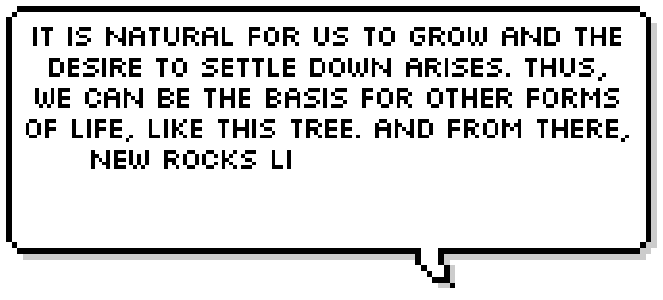 IT IS NATURAL FOR US TO GROW AND THE
DESIRE TO SETTLE DOWN ARISES. THUS,
WE CAN BE THE BASIS FOR OTHER FORMS
OF LIFE, LIKE THIS TREE. AND FROM THERE,
NEW ROCKS LI